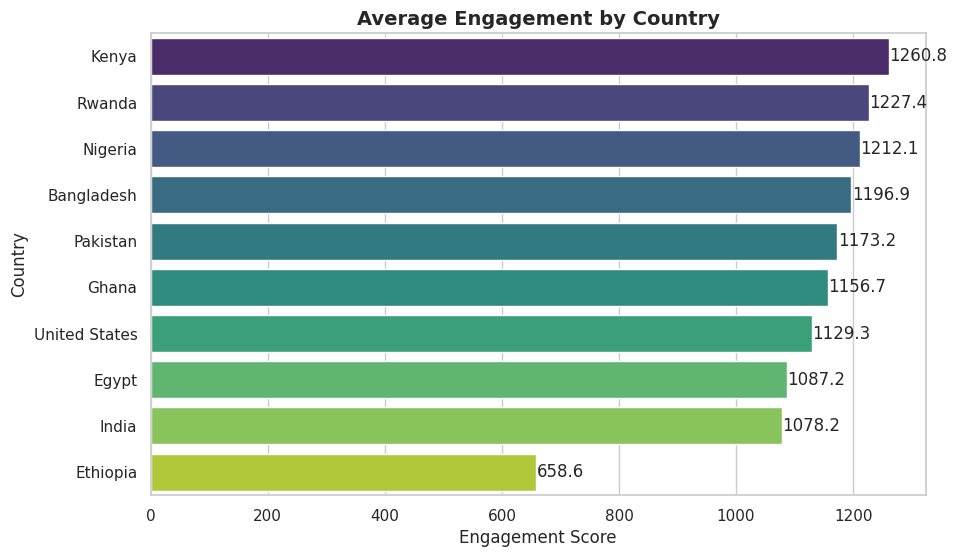 Average Engagement by Country
Kenya 1260.8
Rwanda 1227.4
Nigeria 1212.1
Bangladesh 1196.9
Pakistan 1173.2
Ghana 1156.7
United States 1129.3
Egypt 1087.2
India 1078.2
Ethiopia 658.6
Country
0 200 400 600 800 1000 1200
Engagement Score